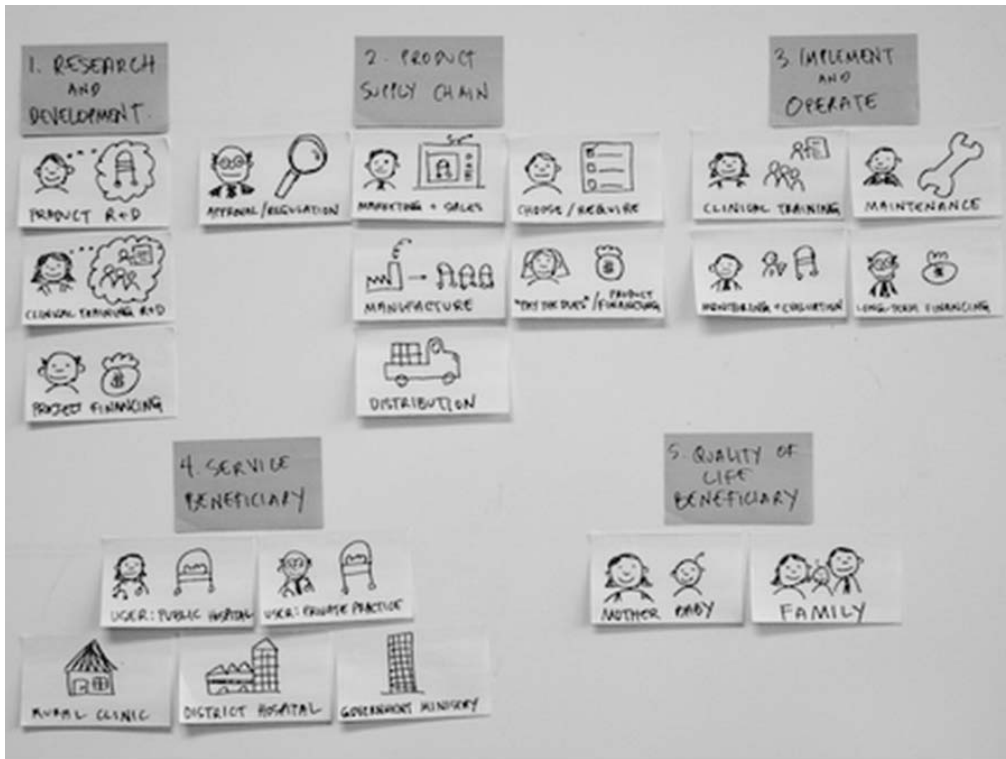 1. RESEARCH
AND
DEVELOPMENT.
PRODUCT R+D
CLINICAL TRAINING R+D
$
PROJECT FINANCING
2. PRODUCT
SUPPLY CHAIN
APPROVAL/REGULATION
MARKETING + SALES
CHOOSE/REQUIRE
MANUFACTURE
$
"PAY THE DUES"/PRODUCT FINANCING
DISTRIBUTION
3. IMPLEMENT
AND
OPERATE
CLINICAL TRAINING
MAINTENANCE
MONITORING + EVALUATION
$
LONG-TERM FINANCING
4. SERVICE
BENEFICIARY
USER: PUBLIC HOSPITAL
USER: PRIVATE PRACTICE
RURAL CLINIC
DISTRICT HOSPITAL
GOVERNMENT MINISTRY
5. QUALITY OF
LIFE
BENEFICIARY
MOTHER BABY
FAMILY